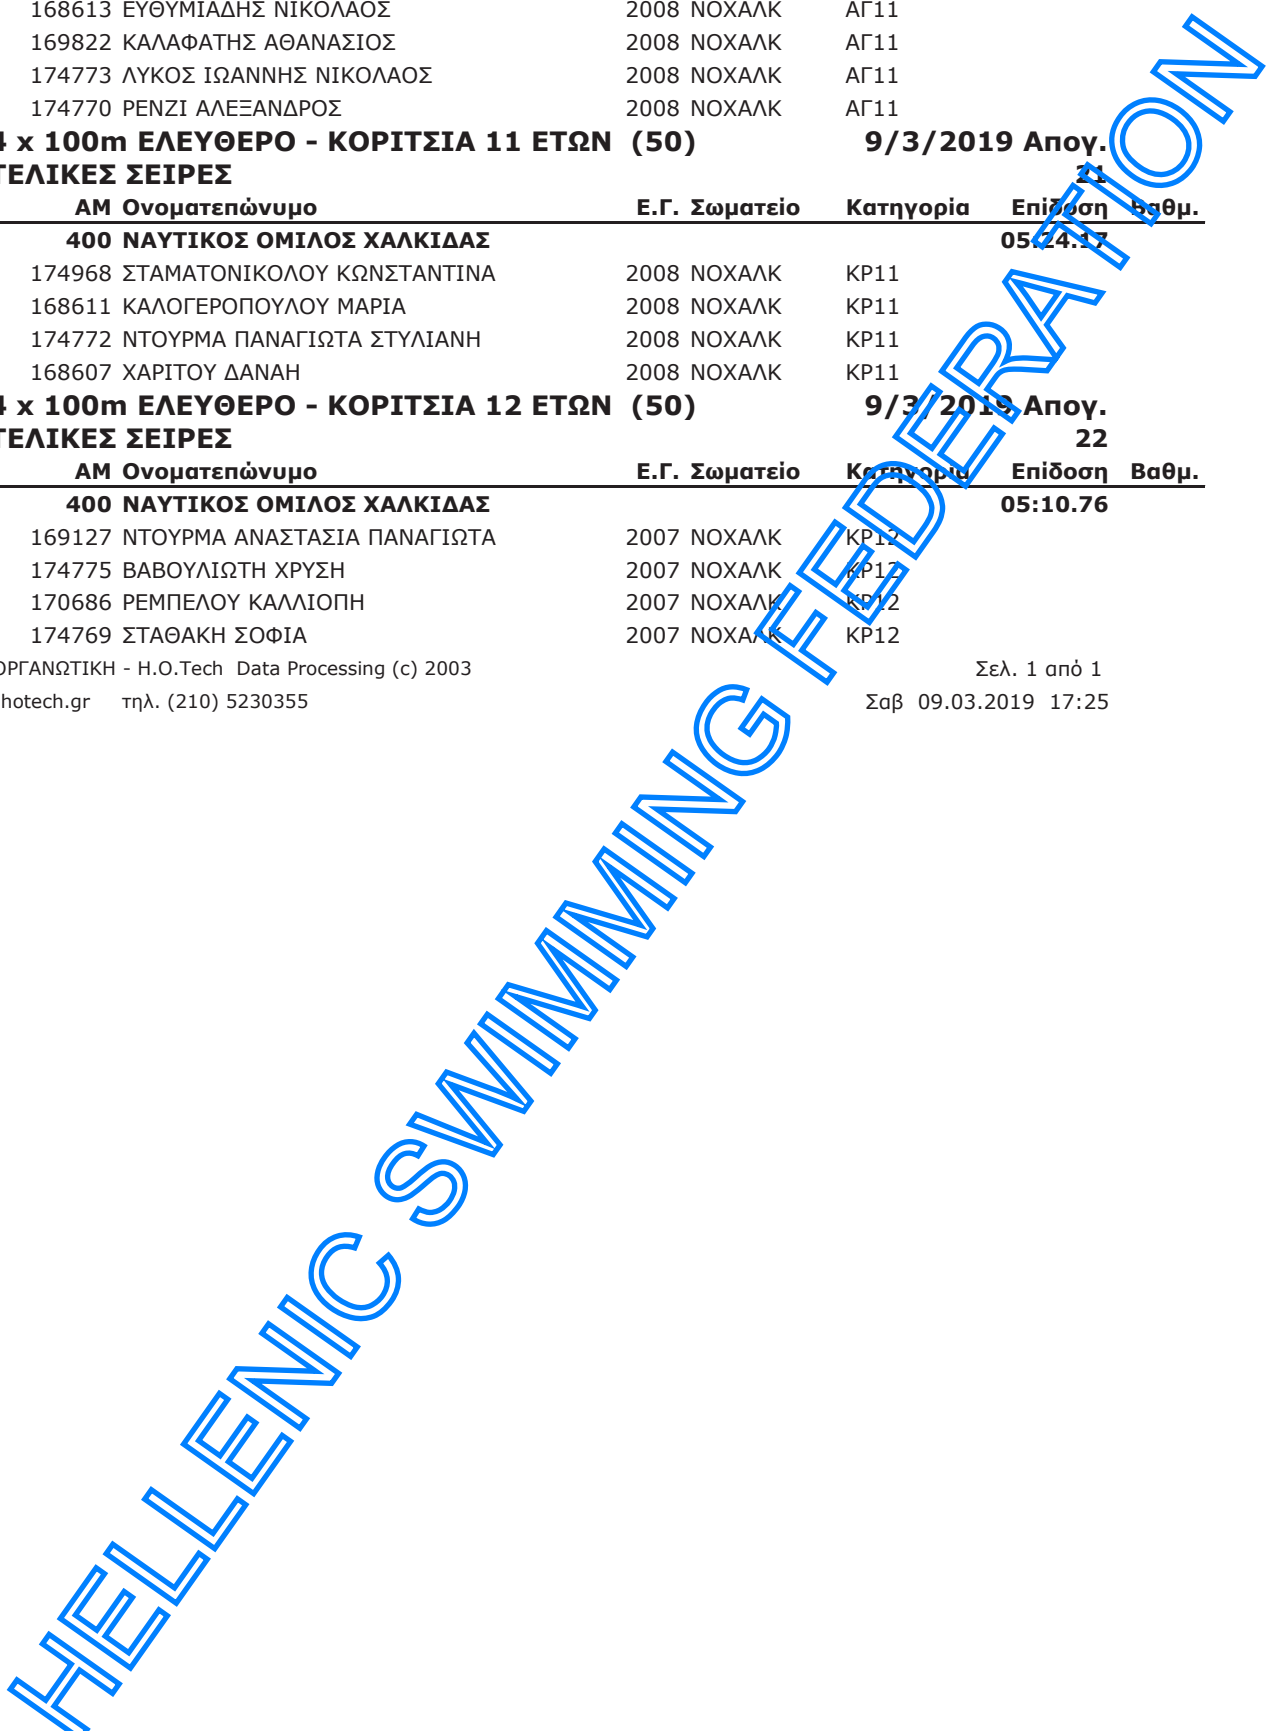 168613 ΕΥΘΥΜΙΑΔΗΣ ΝΙΚΟΛΑΟΣ 2008 ΝΟΧΑΛΚ ΑΓ11
169822 ΚΑΛΑΦΑΤΗΣ ΑΘΑΝΑΣΙΟΣ 2008 ΝΟΧΑΛΚ ΑΓ11
174773 ΛΥΚΟΣ ΙΩΑΝΝΗΣ ΝΙΚΟΛΑΟΣ 2008 ΝΟΧΑΛΚ ΑΓ11
174770 ΡΕΝΖΙ ΑΛΕΞΑΝΔΡΟΣ 2008 ΝΟΧΑΛΚ ΑΓ11
4 x 100m ΕΛΕΥΘΕΡΟ - ΚΟΡΙΤΣΙΑ 11 ΕΤΩΝ (50) 9/3/2019 Απογ.
ΤΕΛΙΚΕΣ ΣΕΙΡΕΣ 21
ΑΜ Ονοματεπώνυμο Ε.Γ. Σωματείο Κατηγορία Επίδοση Βαθμ.
400 ΝΑΥΤΙΚΟΣ ΟΜΙΛΟΣ ΧΑΛΚΙΔΑΣ 05:24.17
174968 ΣΤΑΜΑΤΟΝΙΚΟΛΟΥ ΚΩΝΣΤΑΝΤΙΝΑ 2008 ΝΟΧΑΛΚ ΚΡ11
168611 ΚΑΛΟΓΕΡΟΠΟΥΛΟΥ ΜΑΡΙΑ 2008 ΝΟΧΑΛΚ ΚΡ11
174772 ΝΤΟΥΡΜΑ ΠΑΝΑΓΙΩΤΑ ΣΤΥΛΙΑΝΗ 2008 ΝΟΧΑΛΚ ΚΡ11
168607 ΧΑΡΙΤΟΥ ΔΑΝΑΗ 2008 ΝΟΧΑΛΚ ΚΡ11
4 x 100m ΕΛΕΥΘΕΡΟ - ΚΟΡΙΤΣΙΑ 12 ΕΤΩΝ (50) 9/3/2019 Απογ.
ΤΕΛΙΚΕΣ ΣΕΙΡΕΣ 22
ΑΜ Ονοματεπώνυμο Ε.Γ. Σωματείο Κατηγορία Επίδοση Βαθμ.
400 ΝΑΥΤΙΚΟΣ ΟΜΙΛΟΣ ΧΑΛΚΙΔΑΣ 05:10.76
169127 ΝΤΟΥΡΜΑ ΑΝΑΣΤΑΣΙΑ ΠΑΝΑΓΙΩΤΑ 2007 ΝΟΧΑΛΚ ΚΡ12
174775 ΒΑΒΟΥΛΙΩΤΗ ΧΡΥΣΗ 2007 ΝΟΧΑΛΚ ΚΡ12
170686 ΡΕΜΠΕΛΟΥ ΚΑΛΛΙΟΠΗ 2007 ΝΟΧΑΛΚ ΚΡ12
174769 ΣΤΑΘΑΚΗ ΣΟΦΙΑ 2007 ΝΟΧΑΛΚ ΚΡ12
ΟΡΓΑΝΩΤΙΚΗ - H.O.Tech Data Processing (c) 2003 Σελ. 1 από 1
hotech.gr τηλ. (210) 5230355 Σαβ 09.03.2019 17:25
HELLENIC SWIMMING FEDERATION